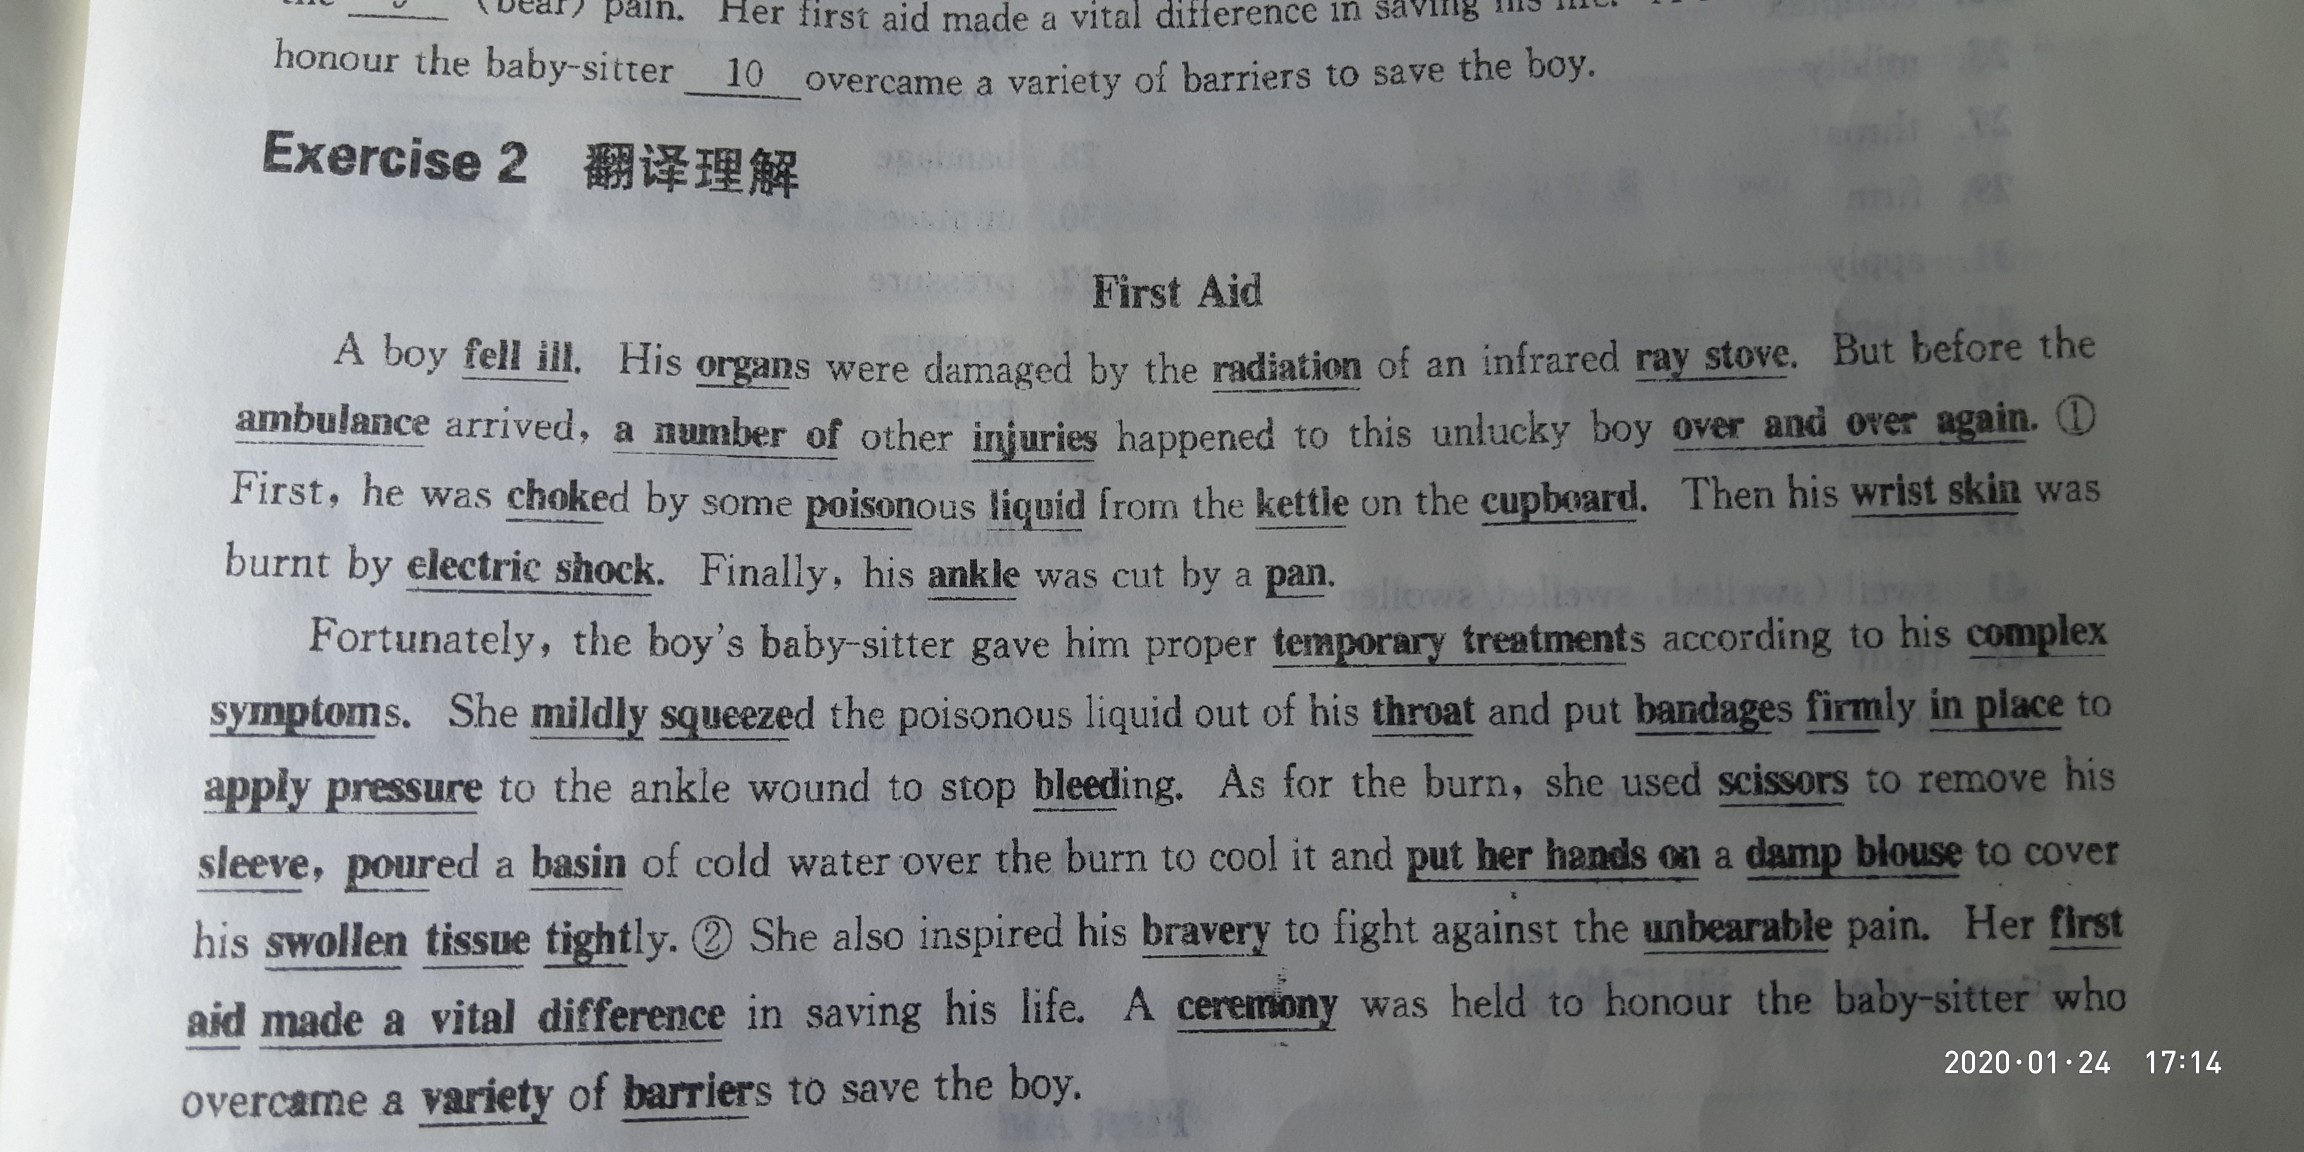 (bear) pain. Her first aid made a vital difference in saving his life.
honour the baby-sitter 10 overcame a variety of barriers to save the boy.
Exercise 2 翻译理解
First Aid
A boy fell ill. His organs were damaged by the radiation of an infrared ray stove. But before the
ambulance arrived, a number of other injuries happened to this unlucky boy over and over again. ①
First, he was choked by some poisonous liquid from the kettle on the cupboard. Then his wrist skin was
burnt by electric shock. Finally, his ankle was cut by a pan.
Fortunately, the boy's baby-sitter gave him proper temporary treatments according to his complex
symptoms. She mildly squeezed the poisonous liquid out of his throat and put bandages firmly in place to
apply pressure to the ankle wound to stop bleeding. As for the burn, she used scissors to remove his
sleeve, poured a basin of cold water over the burn to cool it and put her hands on a damp blouse to cover
his swollen tissue tightly. ② She also inspired his bravery to fight against the unbearable pain. Her first
aid made a vital difference in saving his life. A ceremony was held to honour the baby-sitter who
overcame a variety of barriers to save the boy.
2020·01·24 17:14